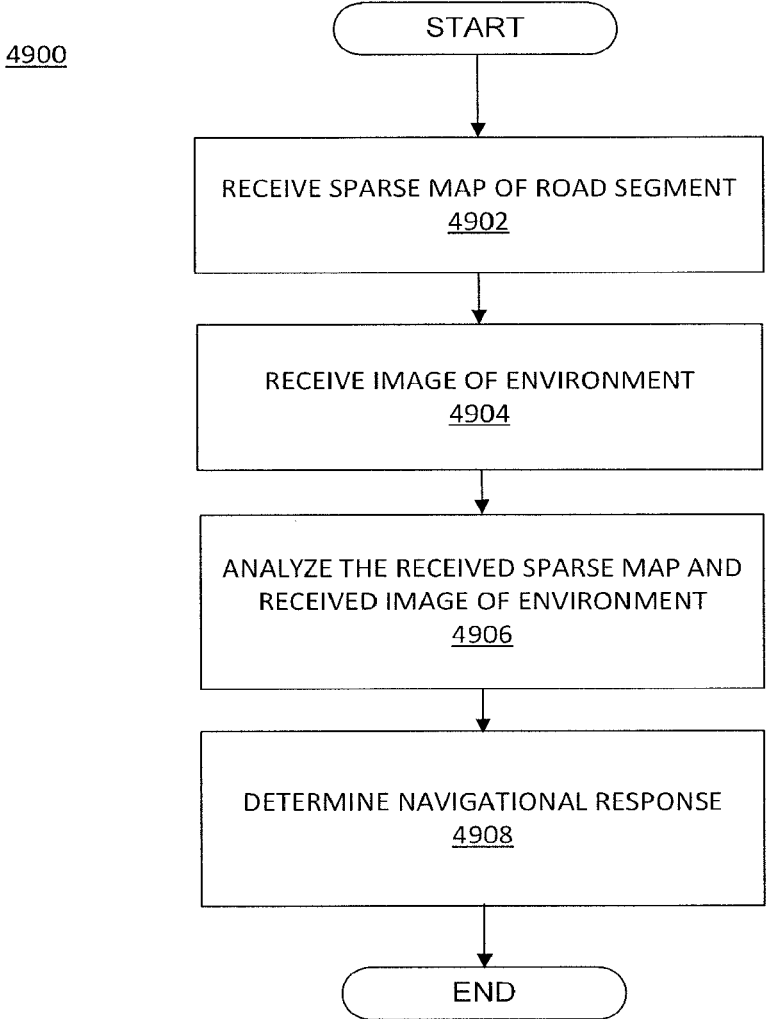 4900
START
RECEIVE SPARSE MAP OF ROAD SEGMENT
4902
RECEIVE IMAGE OF ENVIRONMENT
4904
ANALYZE THE RECEIVED SPARSE MAP AND
RECEIVED IMAGE OF ENVIRONMENT
4906
DETERMINE NAVIGATIONAL RESPONSE
4908
END